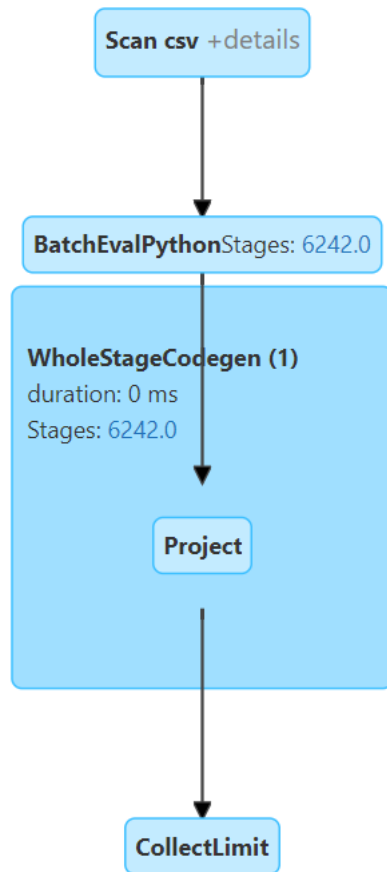 Scan csv +details
BatchEvalPythonStages: 6242.0
WholeStageCodegen (1)
duration: 0 ms
Stages: 6242.0
Project
CollectLimit